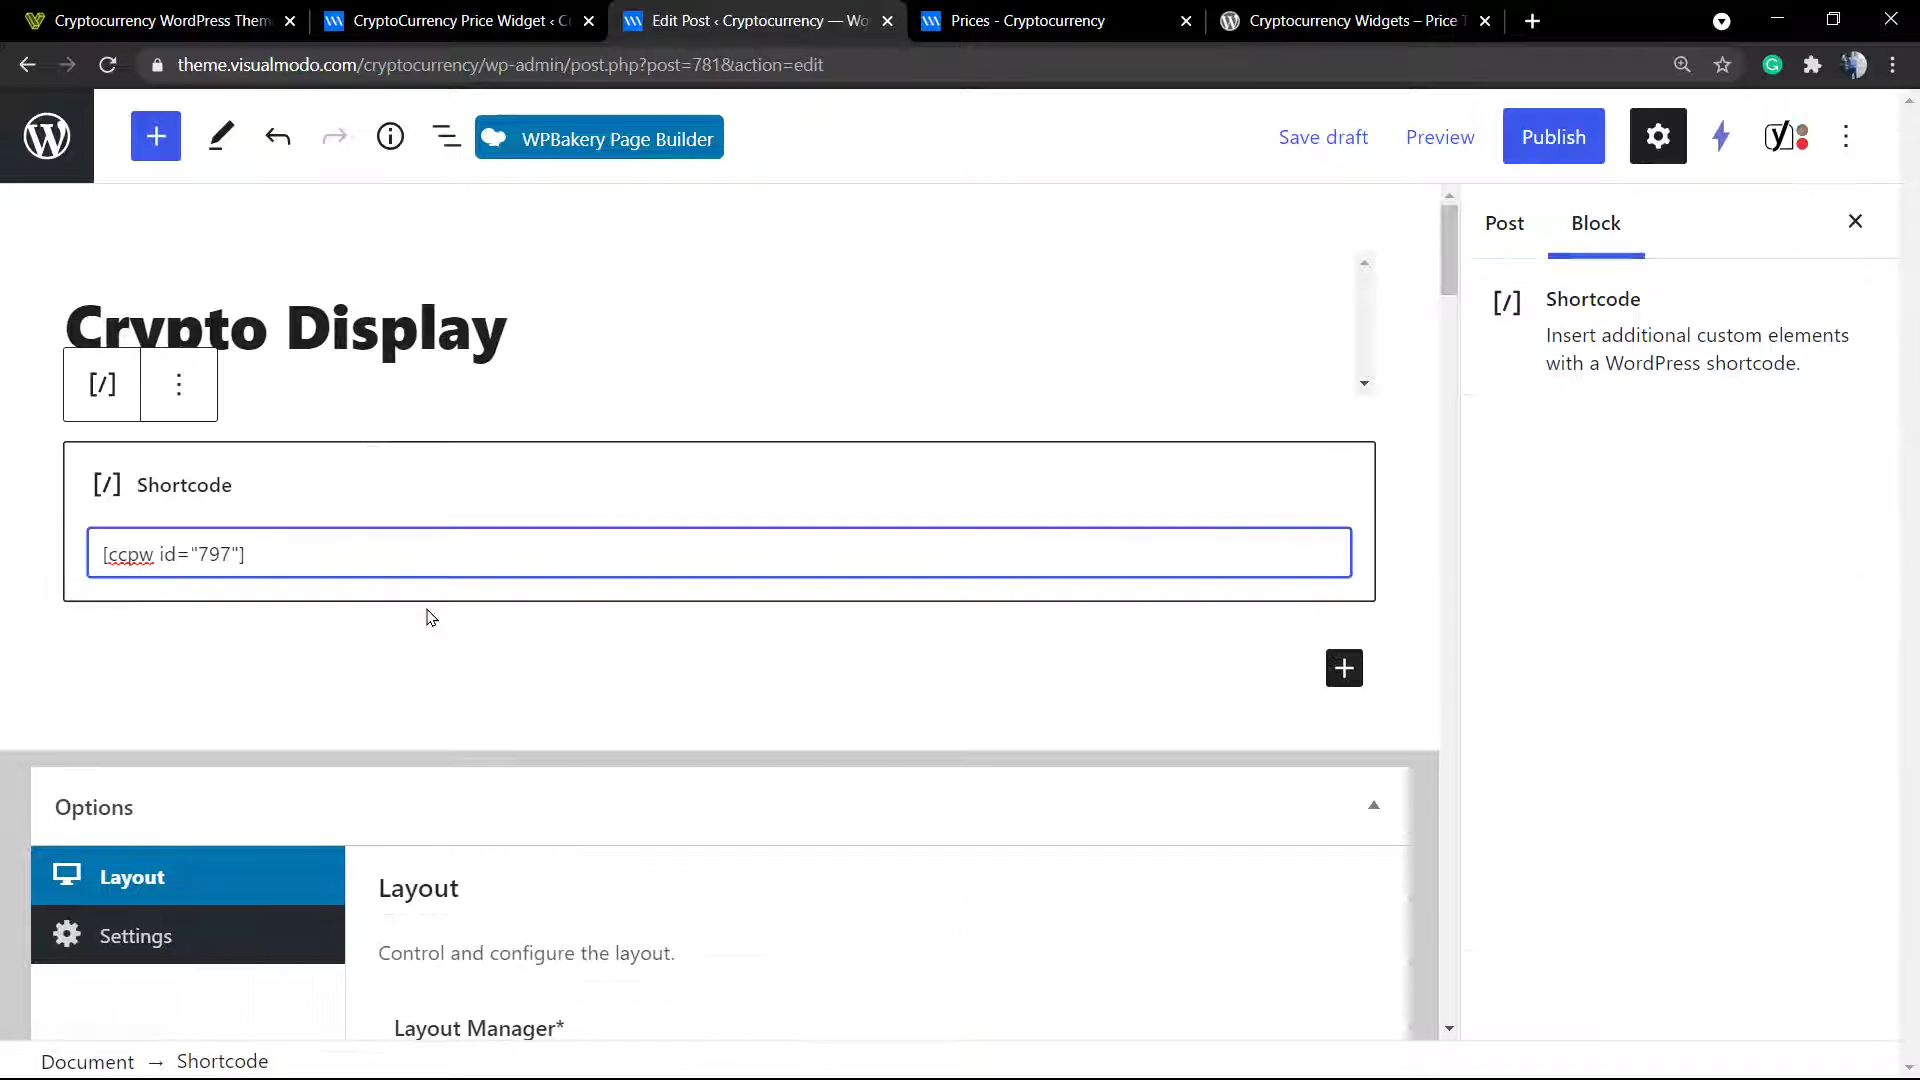 Cryptocurrency WordPress Them
CryptoCurrency Price Widget ‹ C
Edit Post ‹ Cryptocurrency — Wo
Prices - Cryptocurrency
Cryptocurrency Widgets – Price T
theme.visualmodo.com/cryptocurrency/wp-admin/post.php?post=781&action=edit
WPBakery Page Builder
Save draft
Preview
Publish
Crypto Display
[/]
[/] Shortcode
[ccpw id="797"]
Post
Block
[/] Shortcode
Insert additional custom elements
with a WordPress shortcode.
Options
Layout
Settings
Layout
Control and configure the layout.
Layout Manager*
Document → Shortcode